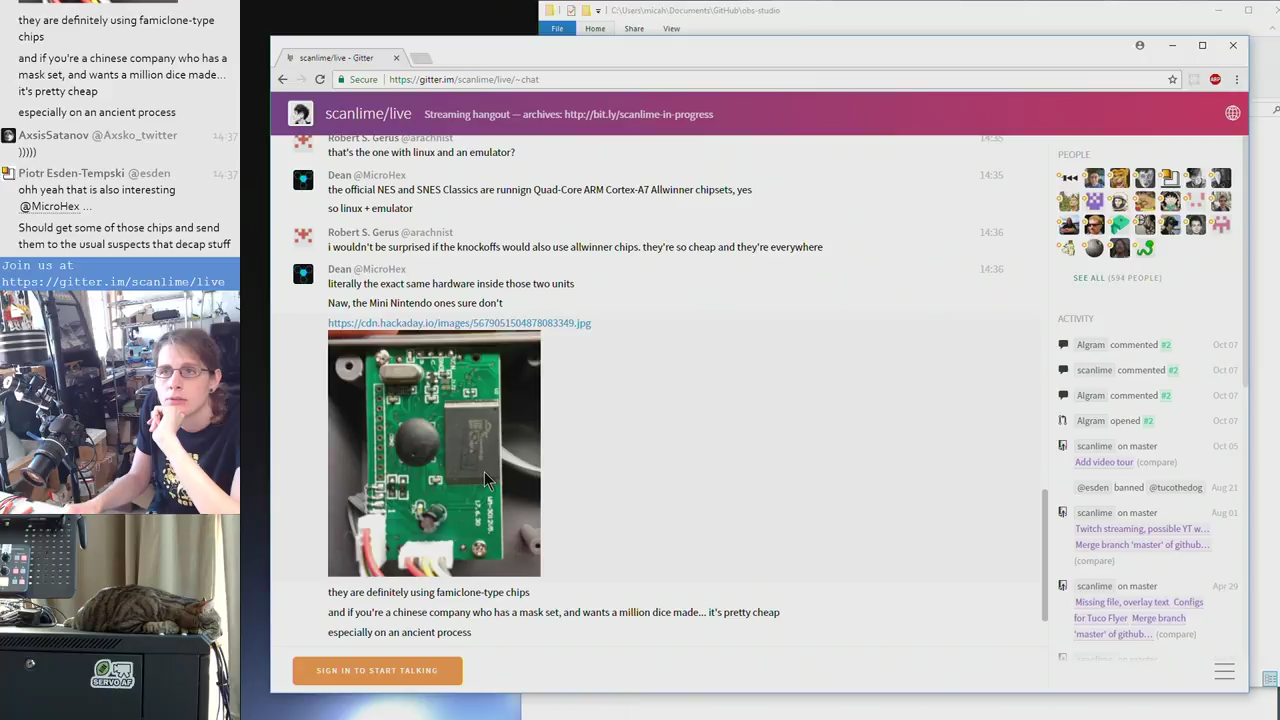 they are definitely using famiclone-type
chips
and if you're a chinese company who has a
mask set, and wants a million dice made...
it's pretty cheap
especially on an ancient process
AxsisSatanov @Axsko_twitter 14:37
)))))
Piotr Esden-Tempski @esden 14:37
ohh yeah that is also interesting
@MicroHex ...
Should get some of those chips and send
them to the usual suspects that decap stuff
Join us at
https://gitter.im/scanlime/live
SERVO AF
C:\Users\micah\Documents\GitHub\obs-studio
File Home Share View
scanlime/live - Gitter
Secure https://gitter.im/scanlime/live/~chat
ABP
scanlime/live Streaming hangout — archives: http://bit.ly/scanlime-in-progress
Robert S. Gerus @arachnist 14:35
that's the one with linux and an emulator?
Dean @MicroHex 14:35
the official NES and SNES Classics are runnign Quad-Core ARM Cortex-A7 Allwinner chipsets, yes
so linux + emulator
Robert S. Gerus @arachnist 14:36
i wouldn't be surprised if the knockoffs would also use allwinner chips. they're so cheap and they're everywhere
Dean @MicroHex 14:36
literally the exact same hardware inside those two units
Naw, the Mini Nintendo ones sure don't
https://cdn.hackaday.io/images/5679051504878083349.jpg
they are definitely using famiclone-type chips
and if you're a chinese company who has a mask set, and wants a million dice made... it's pretty cheap
especially on an ancient process
SIGN IN TO START TALKING
PEOPLE
SEE ALL (594 PEOPLE)
ACTIVITY
Algram commented #2 Oct 07
scanlime commented #2 Oct 07
Algram commented #2 Oct 07
Algram opened #2 Oct 07
scanlime on master Oct 05
Add video tour (compare)
@esden banned @tucothedog Aug 21
scanlime on master Aug 01
Twitch streaming, possible YT w...
Merge branch 'master' of github...
(compare)
scanlime on master Apr 29
Missing file, overlay text Configs
for Tuco Flyer Merge branch
'master' of github... (compare)